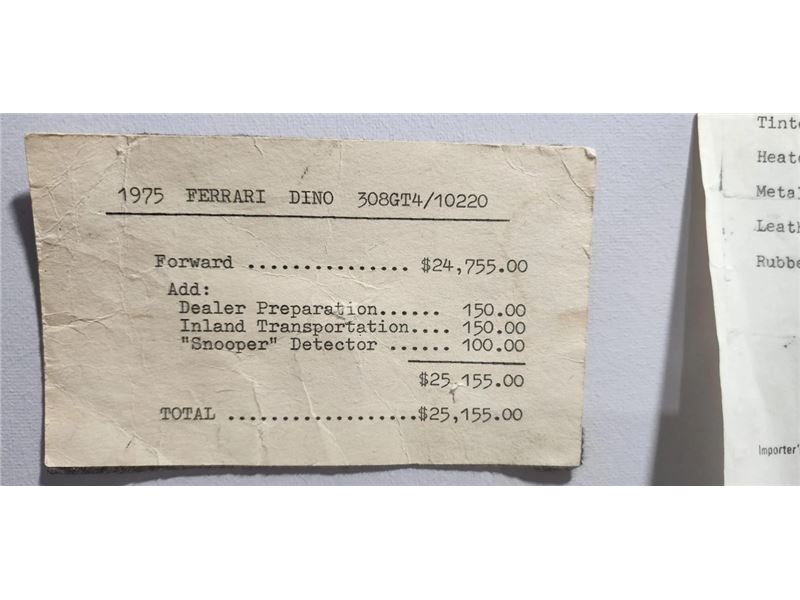 1975 FERRARI DINO 308GT4/10220
Forward ................ $24,755.00
Add:
Dealer Preparation...... 150.00
Inland Transportation.... 150.00
"Snooper" Detector ...... 100.00
$25,155.00
TOTAL ...................$25,155.00
Importer'